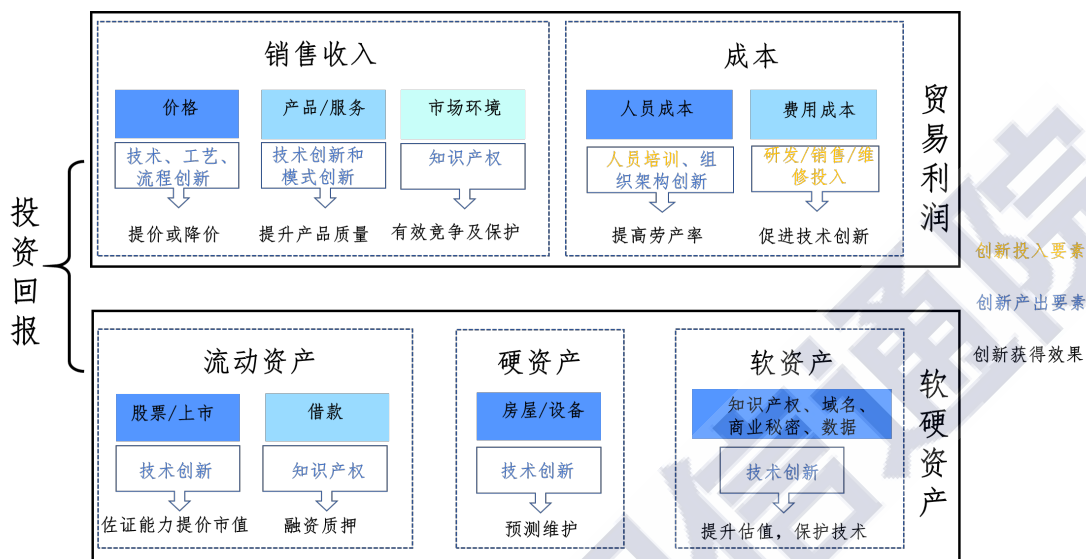 投资回报
销售收入
价格
技术、工艺、
流程创新
提价或降价
产品/服务
技术创新和
模式创新
提升产品质量
市场环境
知识产权
有效竞争及保护
成本
人员成本
人员培训、组
织架构创新
提高劳产率
费用成本
研发/销售/维
修投入
促进技术创新
贸易利润
流动资产
股票/上市
技术创新
佐证能力提价市值
借款
知识产权
融资质押
硬资产
房屋/设备
技术创新
预测维护
软资产
知识产权、域名、
商业秘密、数据
技术创新
提升估值，保护技术
软硬资产
创新投入要素
创新产出要素
创新获得效果
信通院